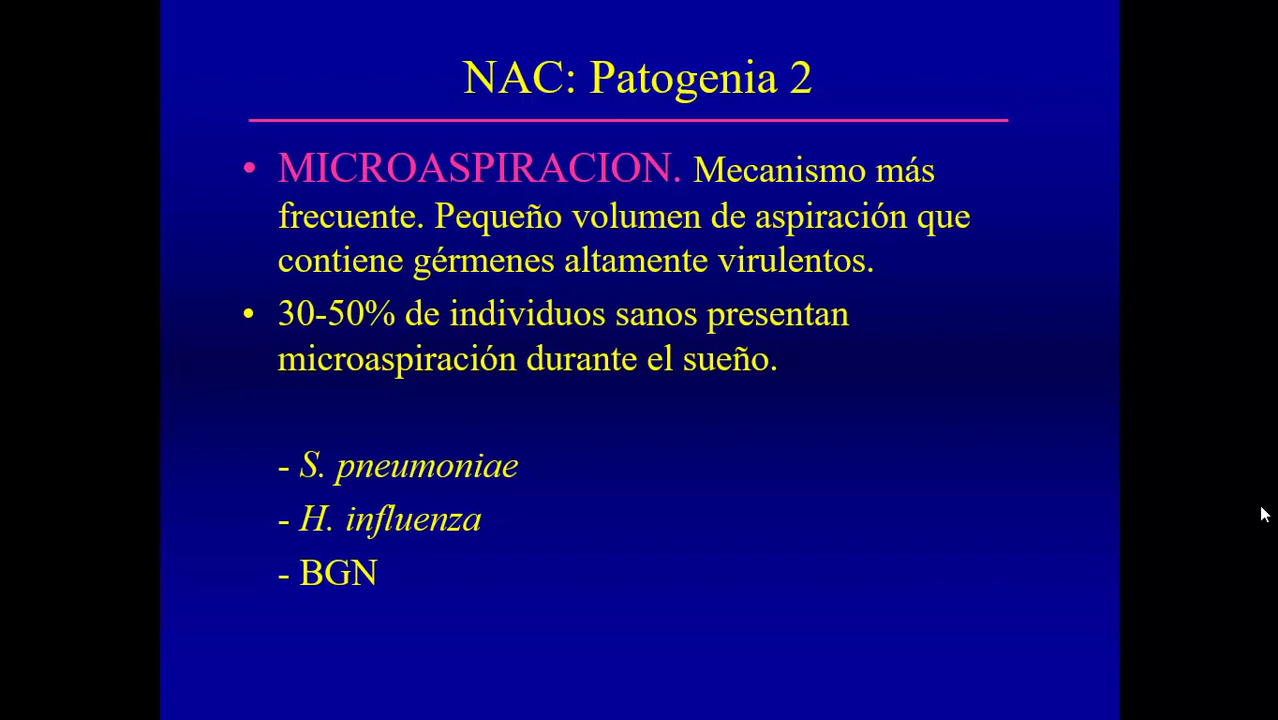 NAC: Patogenia 2
• MICROASPIRACION. Mecanismo más
frecuente. Pequeño volumen de aspiración que
contiene gérmenes altamente virulentos.
• 30-50% de individuos sanos presentan
microaspiración durante el sueño.
- S. pneumoniae
- H. influenza
- BGN